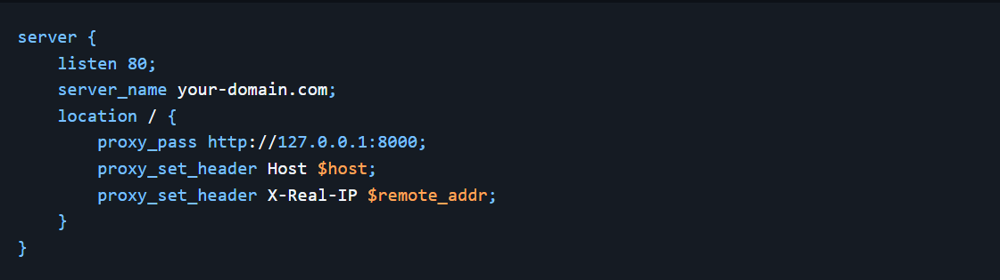 server {
    listen 80;
    server_name your-domain.com;
    location / {
        proxy_pass http://127.0.0.1:8000;
        proxy_set_header Host $host;
        proxy_set_header X-Real-IP $remote_addr;
    }
}